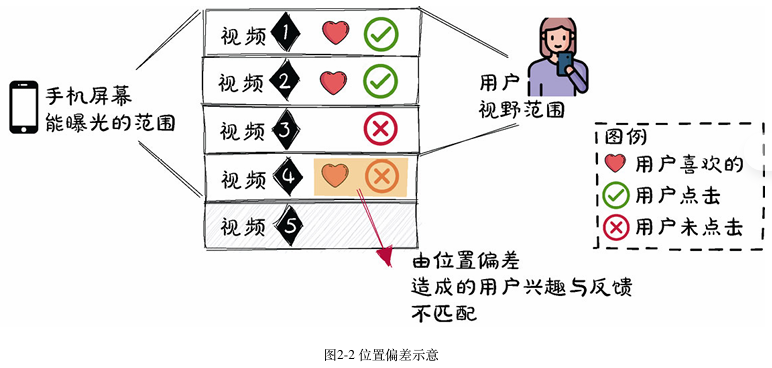 视频 1
视频 2
视频 3
视频 4
视频 5
手机屏幕
能曝光的范围
用户
视野范围
图例
用户喜欢的
用户点击
用户未点击
由位置偏差
造成的用户兴趣与反馈
不匹配
图2-2 位置偏差示意